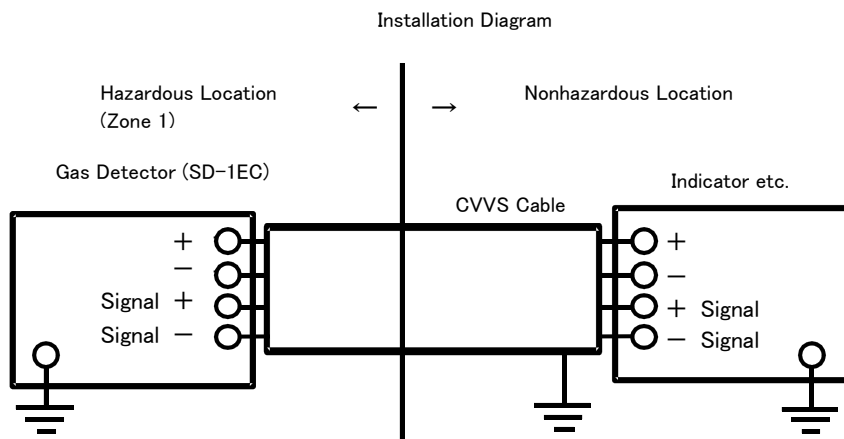 Installation Diagram
Hazardous Location
(Zone 1)
← →
Nonhazardous Location
Gas Detector (SD-1EC)
CVVS Cable
Indicator etc.
+
−
Signal +
Signal −
+
−
+ Signal
− Signal